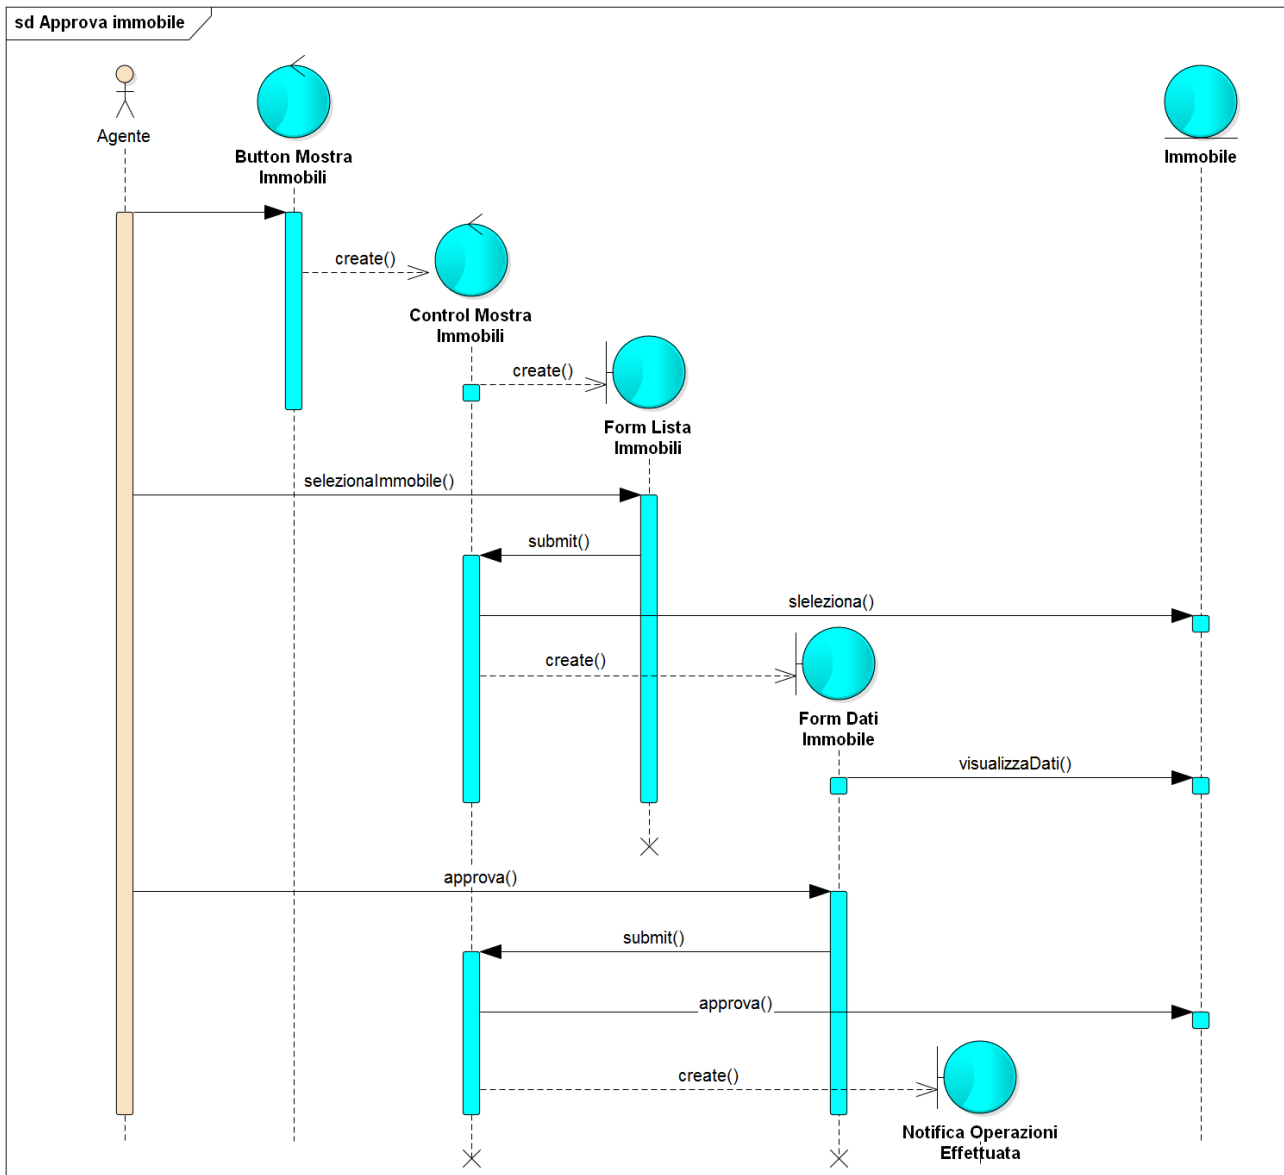 sd Approva immobile
Agente
Button Mostra
Immobili
Immobile
create()
Control Mostra
Immobili
create()
Form Lista
Immobili
selezionaImmobile()
submit()
sleleziona()
create()
Form Dati
Immobile
visualizzaDati()
approva()
submit()
approva()
create()
Notifica Operazioni
Effettuata